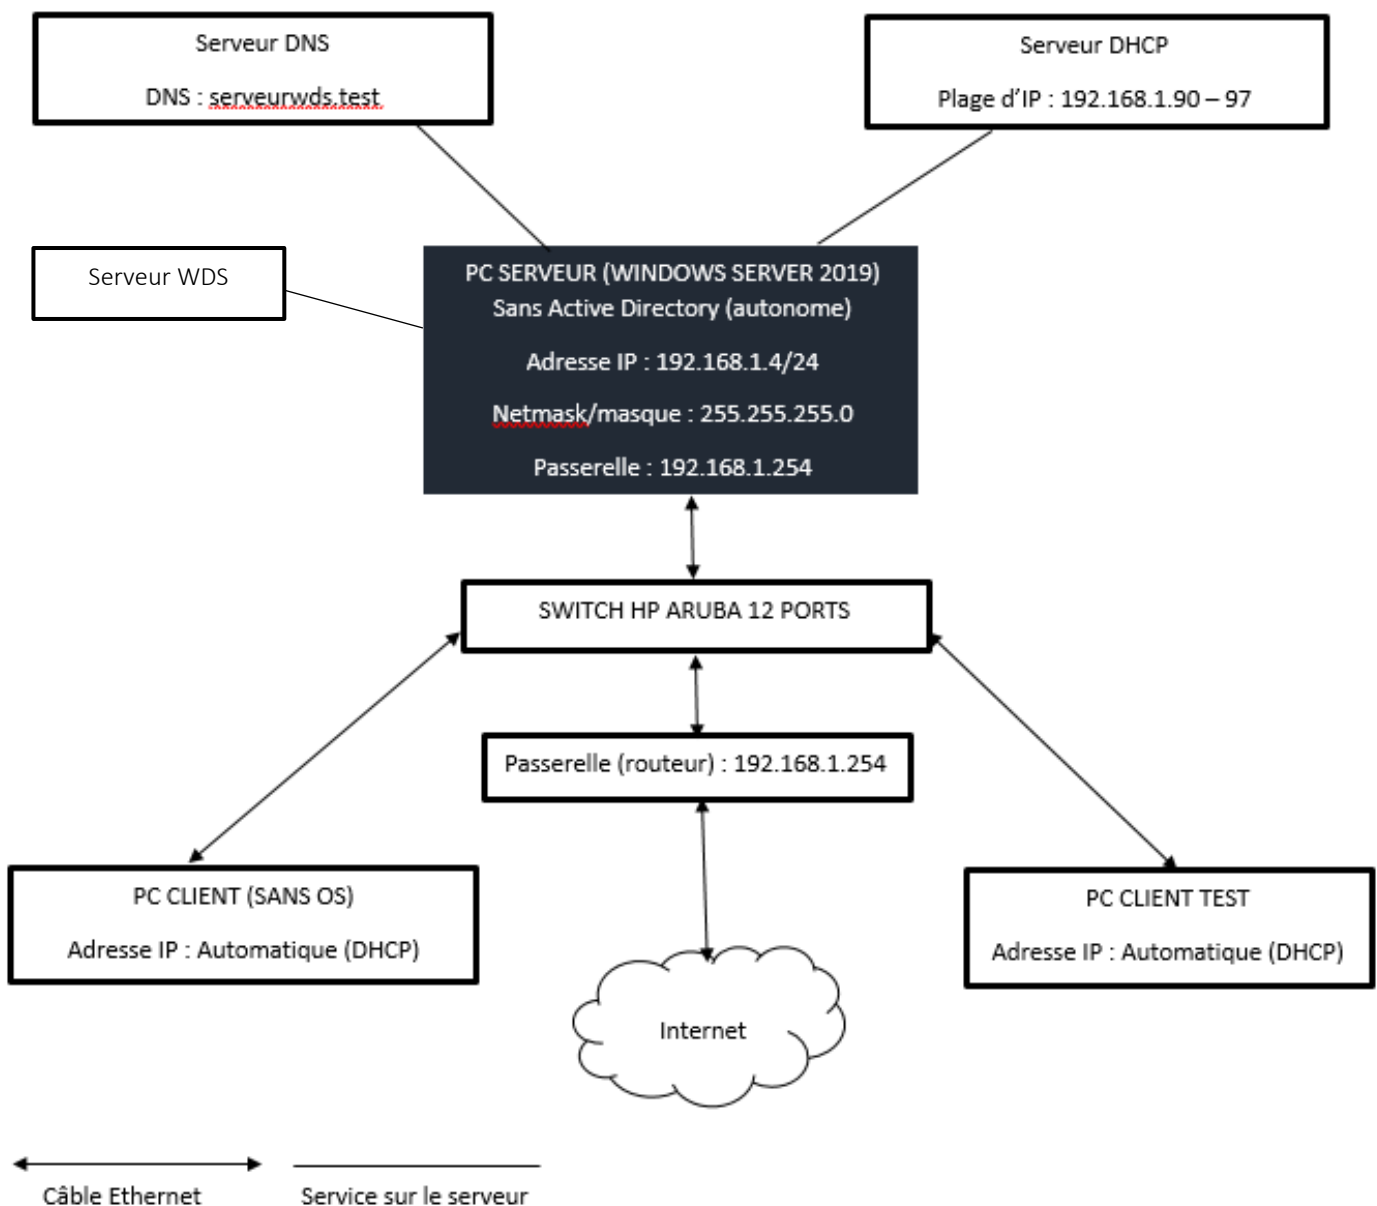 Serveur DNS
DNS : serveurwds.test
Serveur DHCP
Plage d'IP : 192.168.1.90 – 97
Serveur WDS
PC SERVEUR (WINDOWS SERVER 2019)
Sans Active Directory (autonome)
Adresse IP : 192.168.1.4/24
Netmask/masque : 255.255.255.0
Passerelle : 192.168.1.254
SWITCH HP ARUBA 12 PORTS
Passerelle (routeur) : 192.168.1.254
PC CLIENT (SANS OS)
Adresse IP : Automatique (DHCP)
PC CLIENT TEST
Adresse IP : Automatique (DHCP)
Internet
Câble Ethernet
Service sur le serveur